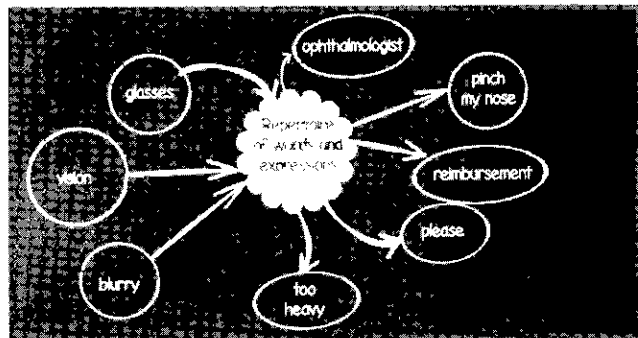 ophthalmologist
glasses
pinch
my nose
Repertoire
of words and
expressions
vision
reimbursement
please
blurry
too
heavy